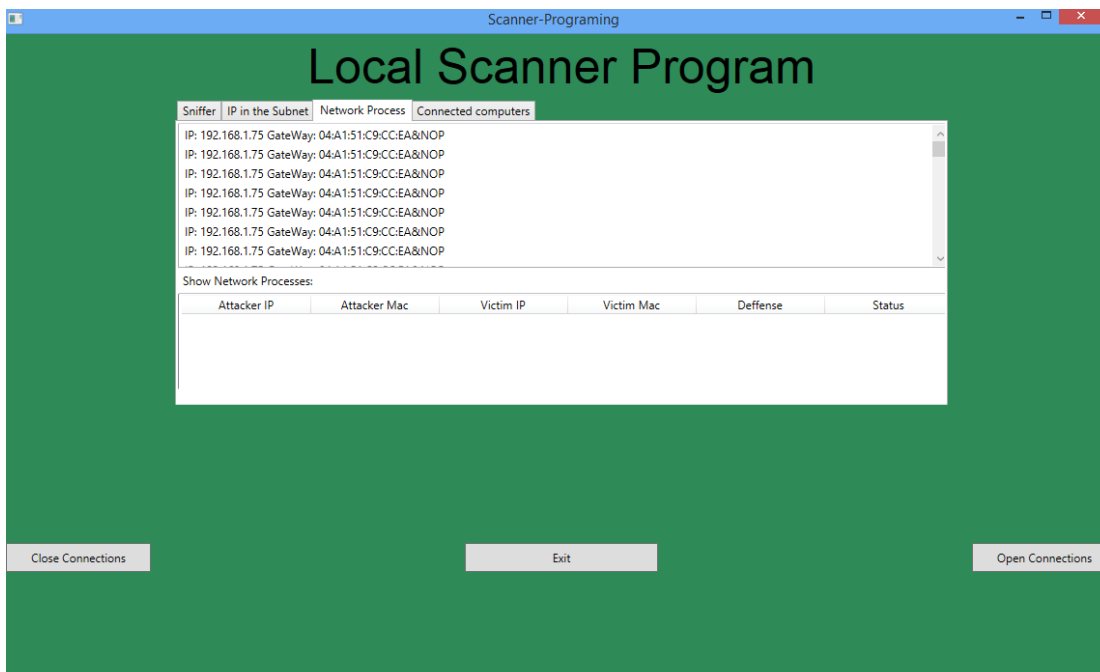 Scanner-Programing
Local Scanner Program
Sniffer IP in the Subnet Network Process Connected computers
IP: 192.168.1.75 GateWay: 04:A1:51:C9:CC:EA&NOP
IP: 192.168.1.75 GateWay: 04:A1:51:C9:CC:EA&NOP
IP: 192.168.1.75 GateWay: 04:A1:51:C9:CC:EA&NOP
IP: 192.168.1.75 GateWay: 04:A1:51:C9:CC:EA&NOP
IP: 192.168.1.75 GateWay: 04:A1:51:C9:CC:EA&NOP
IP: 192.168.1.75 GateWay: 04:A1:51:C9:CC:EA&NOP
IP: 192.168.1.75 GateWay: 04:A1:51:C9:CC:EA&NOP
Show Network Processes:
Attacker IP Attacker Mac Victim IP Victim Mac Deffense Status
Close Connections Exit Open Connections